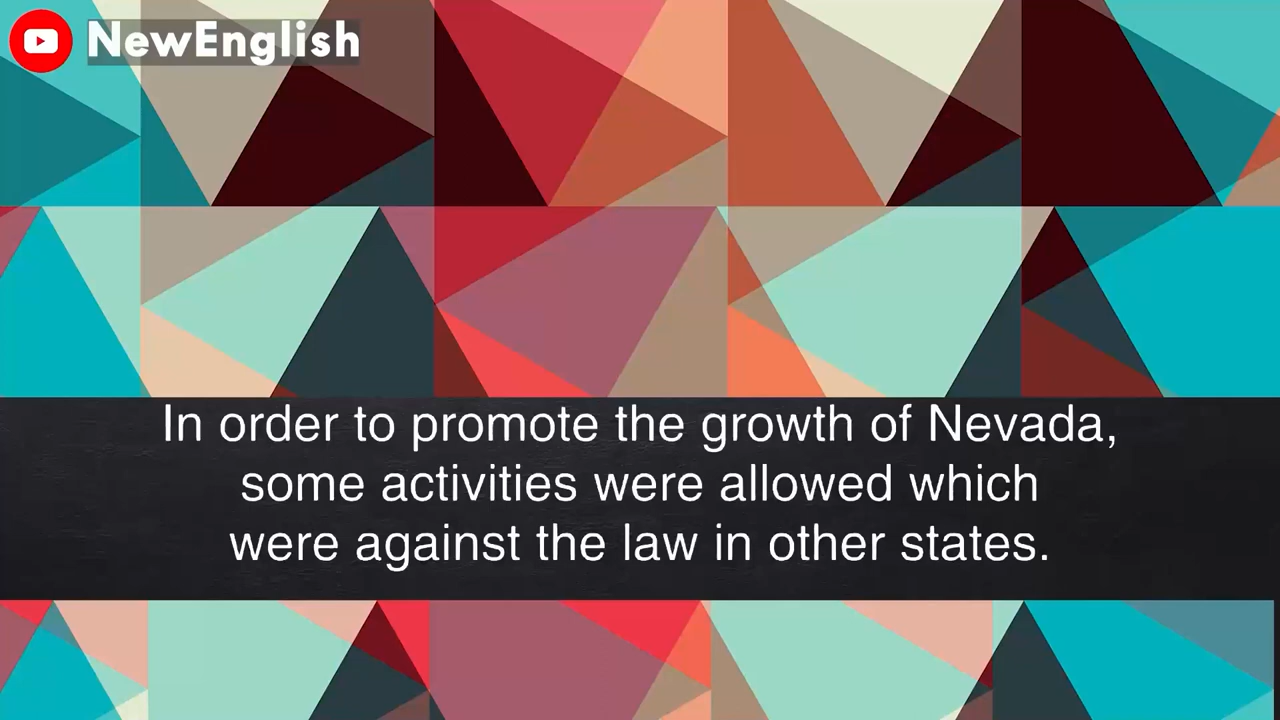 NewEnglish
In order to promote the growth of Nevada,
some activities were allowed which
were against the law in other states.